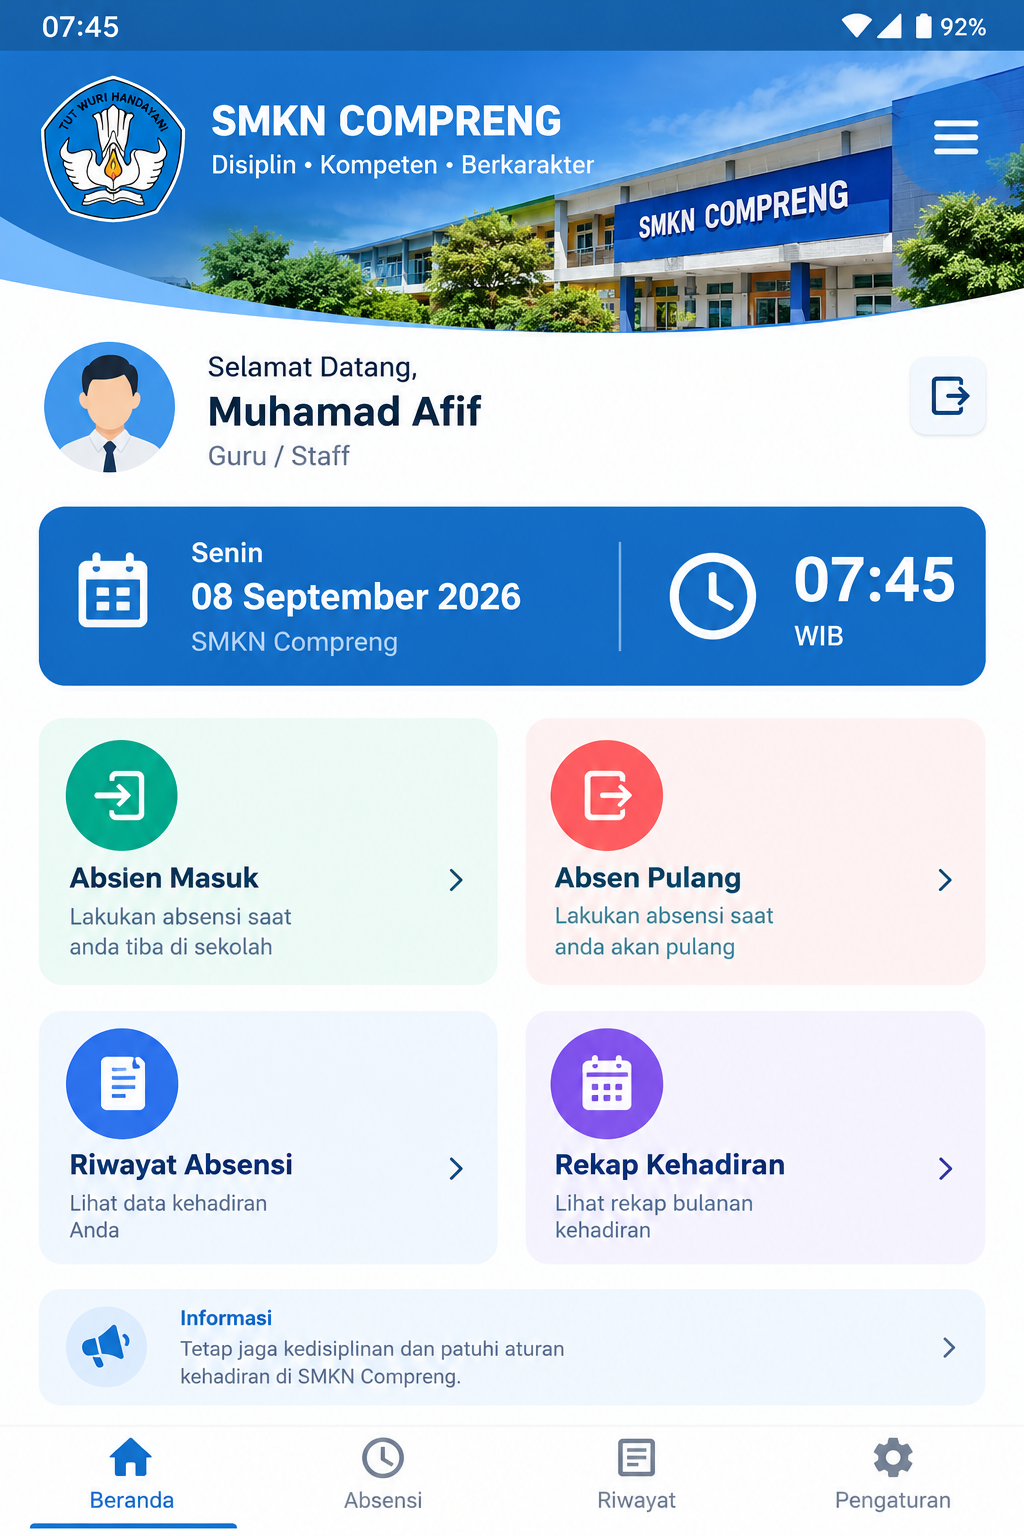 07:45
92%
TUT WURI HANDAYANI
SMKN COMPRENG
Disiplin • Kompeten • Berkarakter
SMKN COMPRENG
Selamat Datang,
Muhamad Afif
Guru / Staff
Senin
08 September 2026
SMKN Compreng
07:45
WIB
Absien Masuk
Lakukan absensi saat
anda tiba di sekolah
Absen Pulang
Lakukan absensi saat
anda akan pulang
Riwayat Absensi
Lihat data kehadiran
Anda
Rekap Kehadiran
Lihat rekap bulanan
kehadiran
Informasi
Tetap jaga kedisiplinan dan patuhi aturan
kehadiran di SMKN Compreng.
Beranda
Absensi
Riwayat
Pengaturan